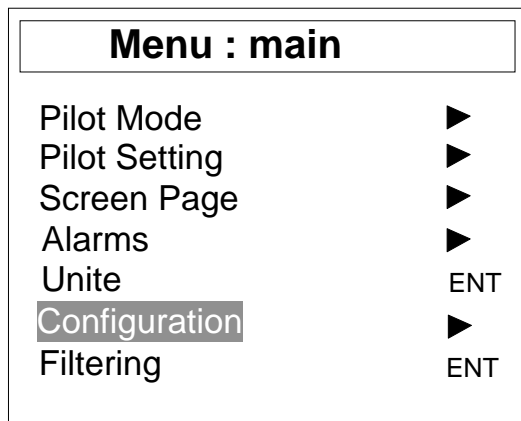 Menu : main
Pilot Mode ▶
Pilot Setting ▶
Screen Page ▶
Alarms ▶
Unite ENT
Configuration ▶
Filtering ENT